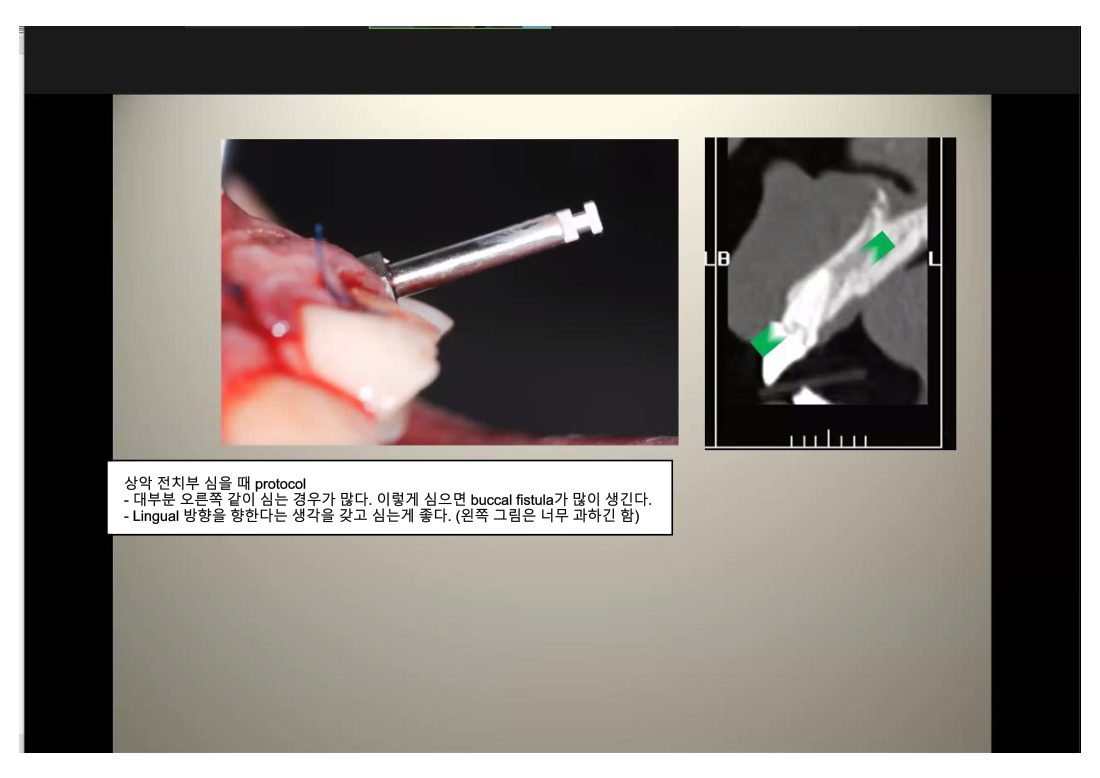 LB
L
상악 전치부 심을 때 protocol
- 대부분 오른쪽 같이 심는 경우가 많다. 이렇게 심으면 buccal fistula가 많이 생긴다.
- Lingual 방향을 향한다는 생각을 갖고 심는게 좋다. (왼쪽 그림은 너무 과하긴 함)